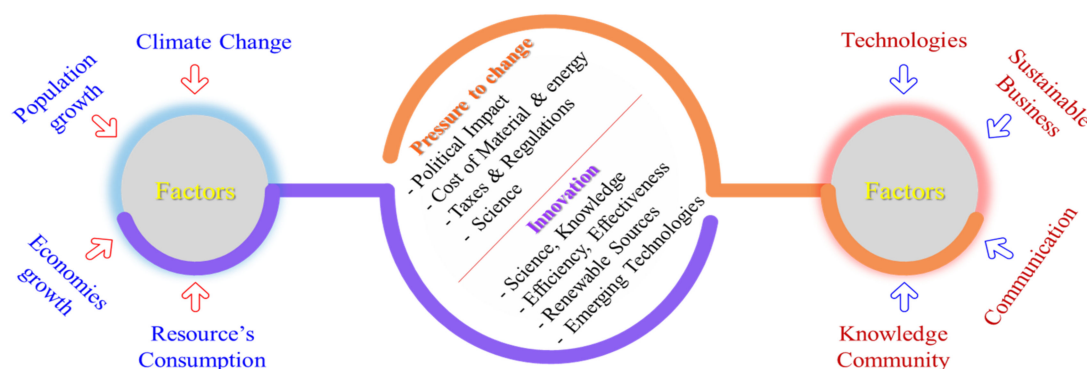 Climate Change
Population
growth
Factors
Economies
growth
Resource's
Consumption
Pressure to change
- Political Impact
- Cost of Material & energy
- Taxes & Regulations
- Science
Innovation
- Science, Knowledge
- Efficiency, Effectiveness
- Renewable Sources
- Emerging Technologies
Technologies
Sustainable
Business
Factors
Communication
Knowledge
Community